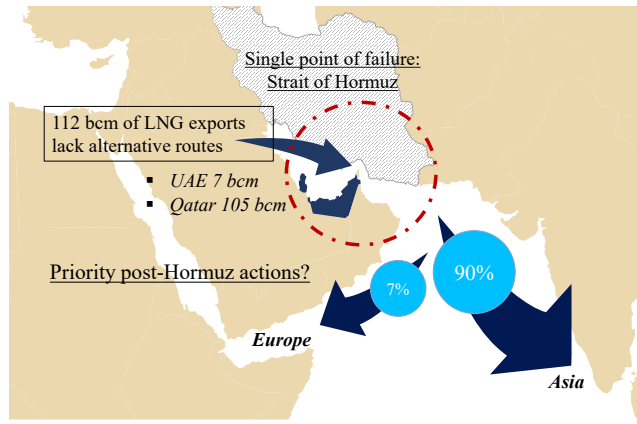 Single point of failure:
Strait of Hormuz
112 bcm of LNG exports
lack alternative routes
▪ UAE 7 bcm
▪ Qatar 105 bcm
Priority post-Hormuz actions?
7%
90%
Europe
Asia